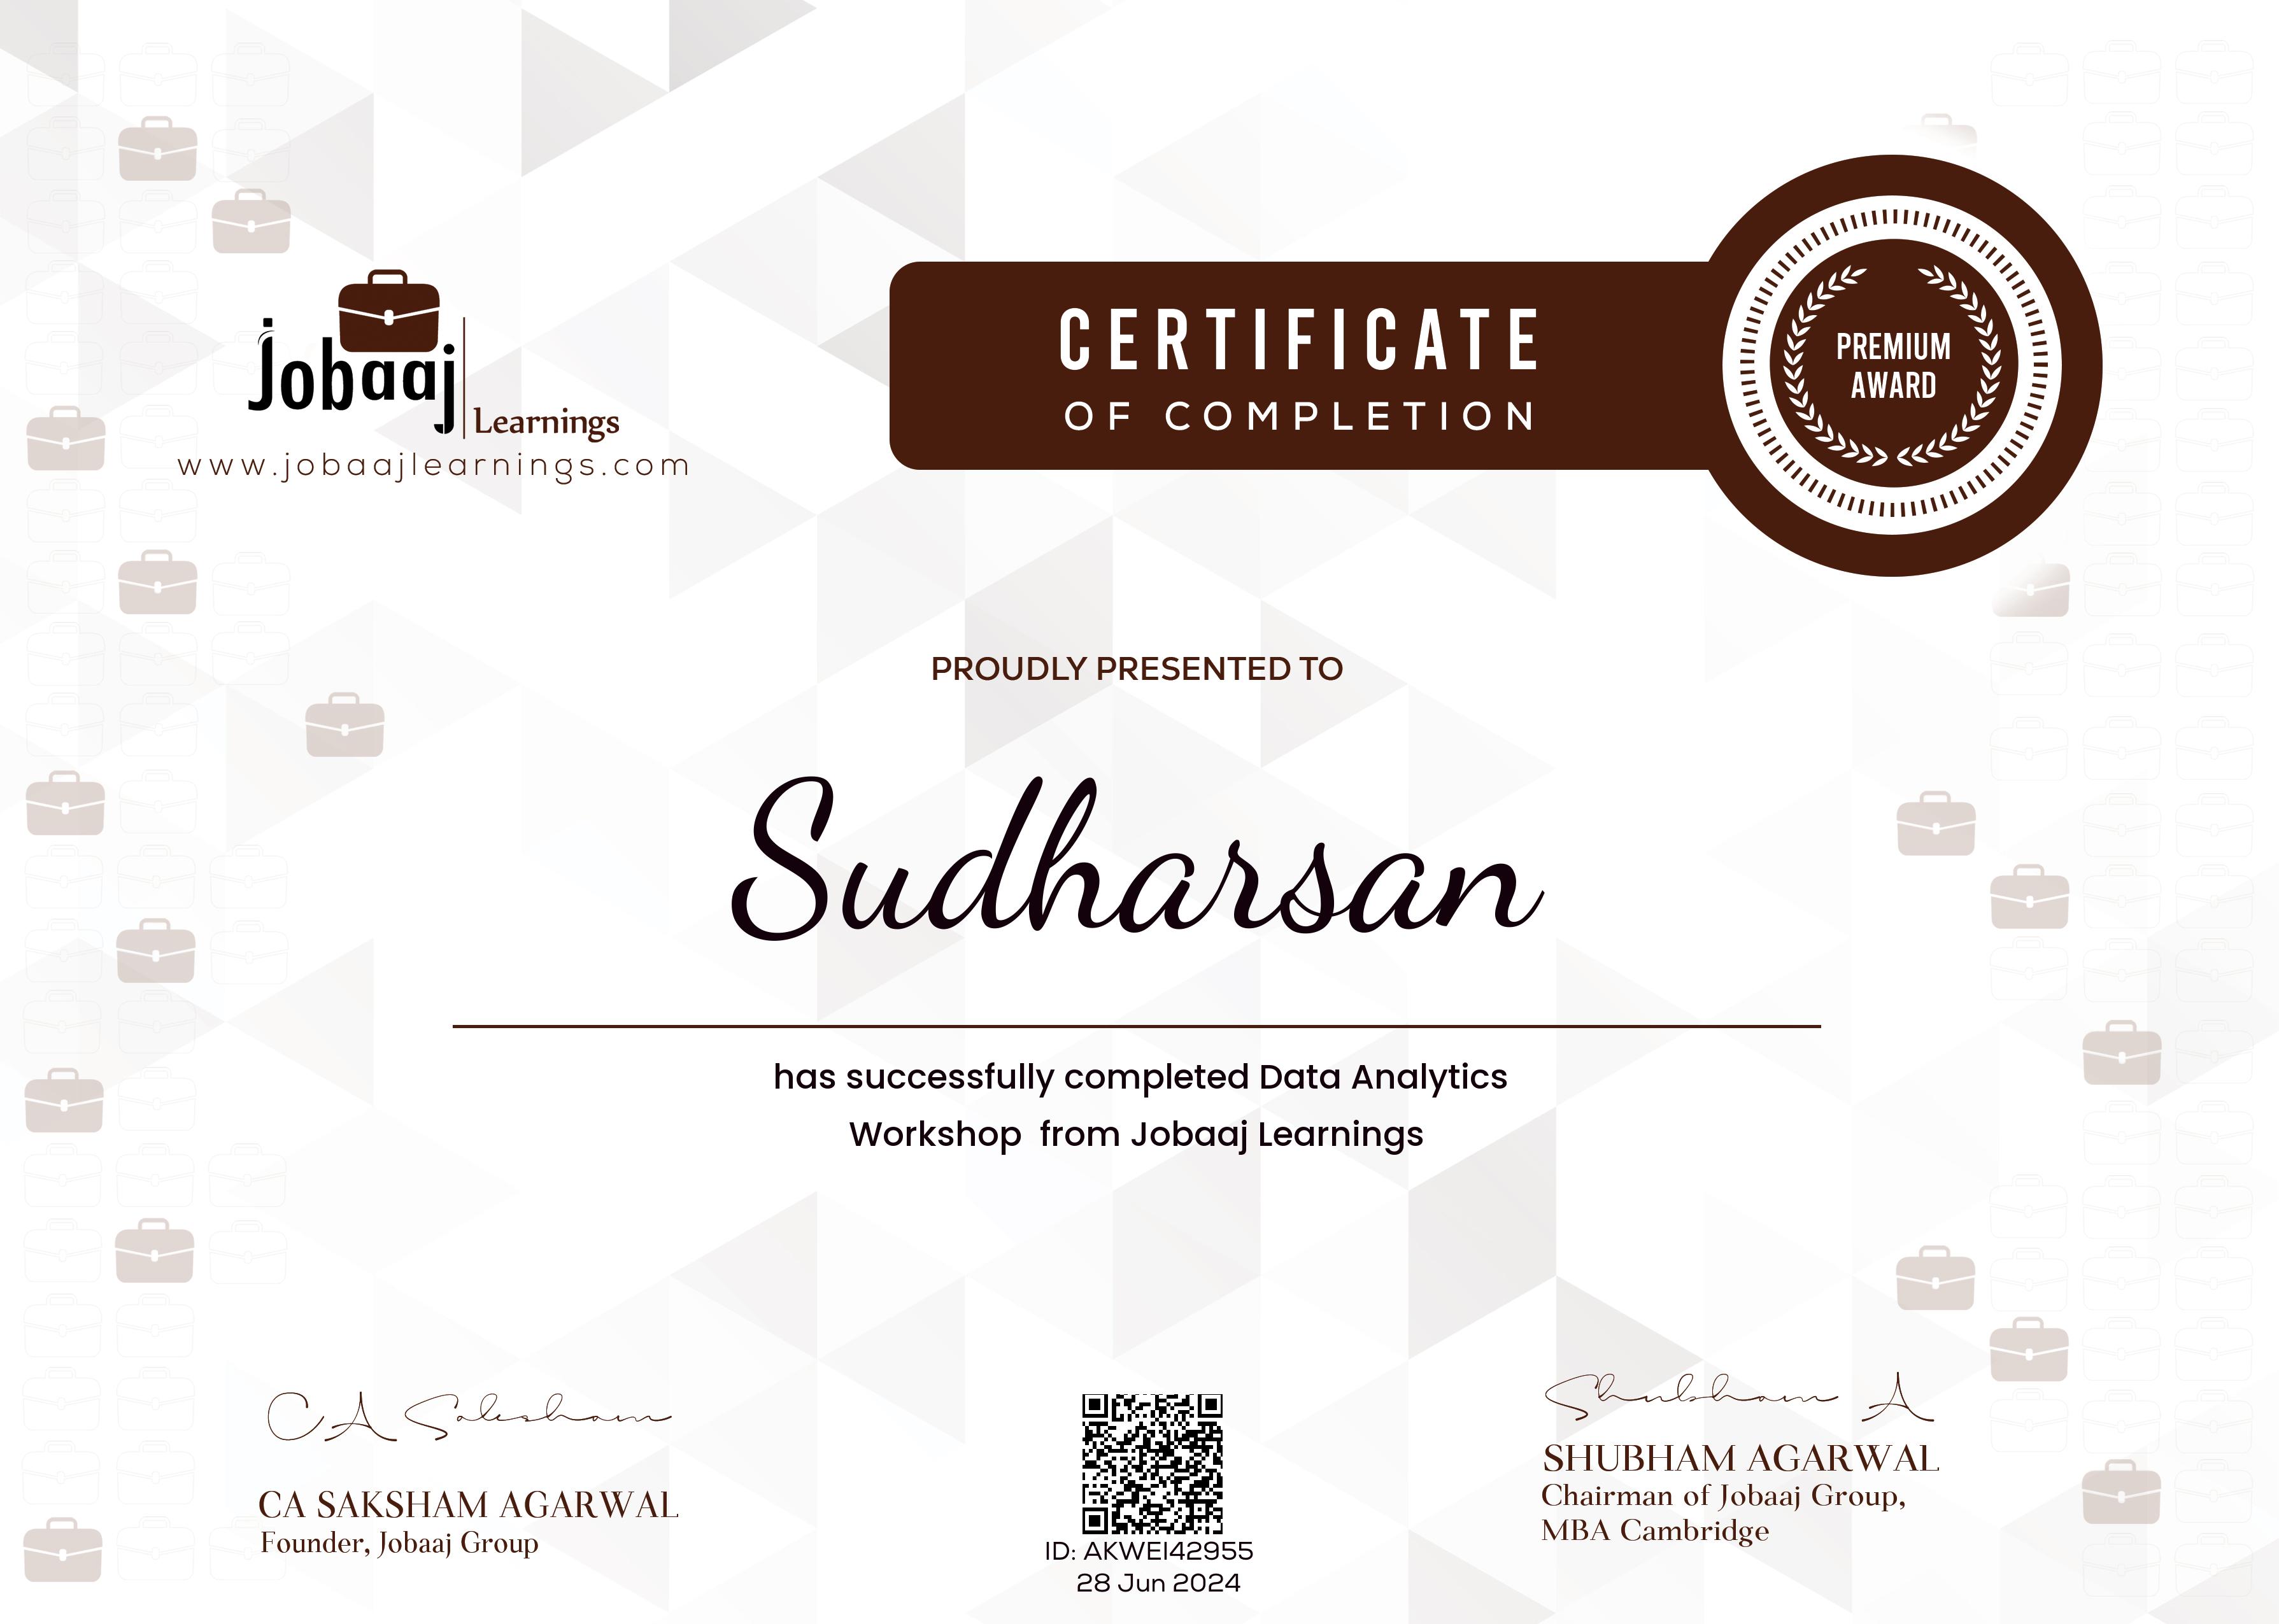 Jobaaj
Learnings
www.jobaajlearnings.com
CERTIFICATE
OF COMPLETION
PREMIUM
AWARD
PROUDLY PRESENTED TO
Sudharsan
has successfully completed Data Analytics
Workshop from Jobaaj Learnings
CA Saksham
CA SAKSHAM AGARWAL
Founder, Jobaaj Group
ID: AKWEI42955
28 Jun 2024
Shubham A
SHUBHAM AGARWAL
Chairman of Jobaaj Group,
MBA Cambridge